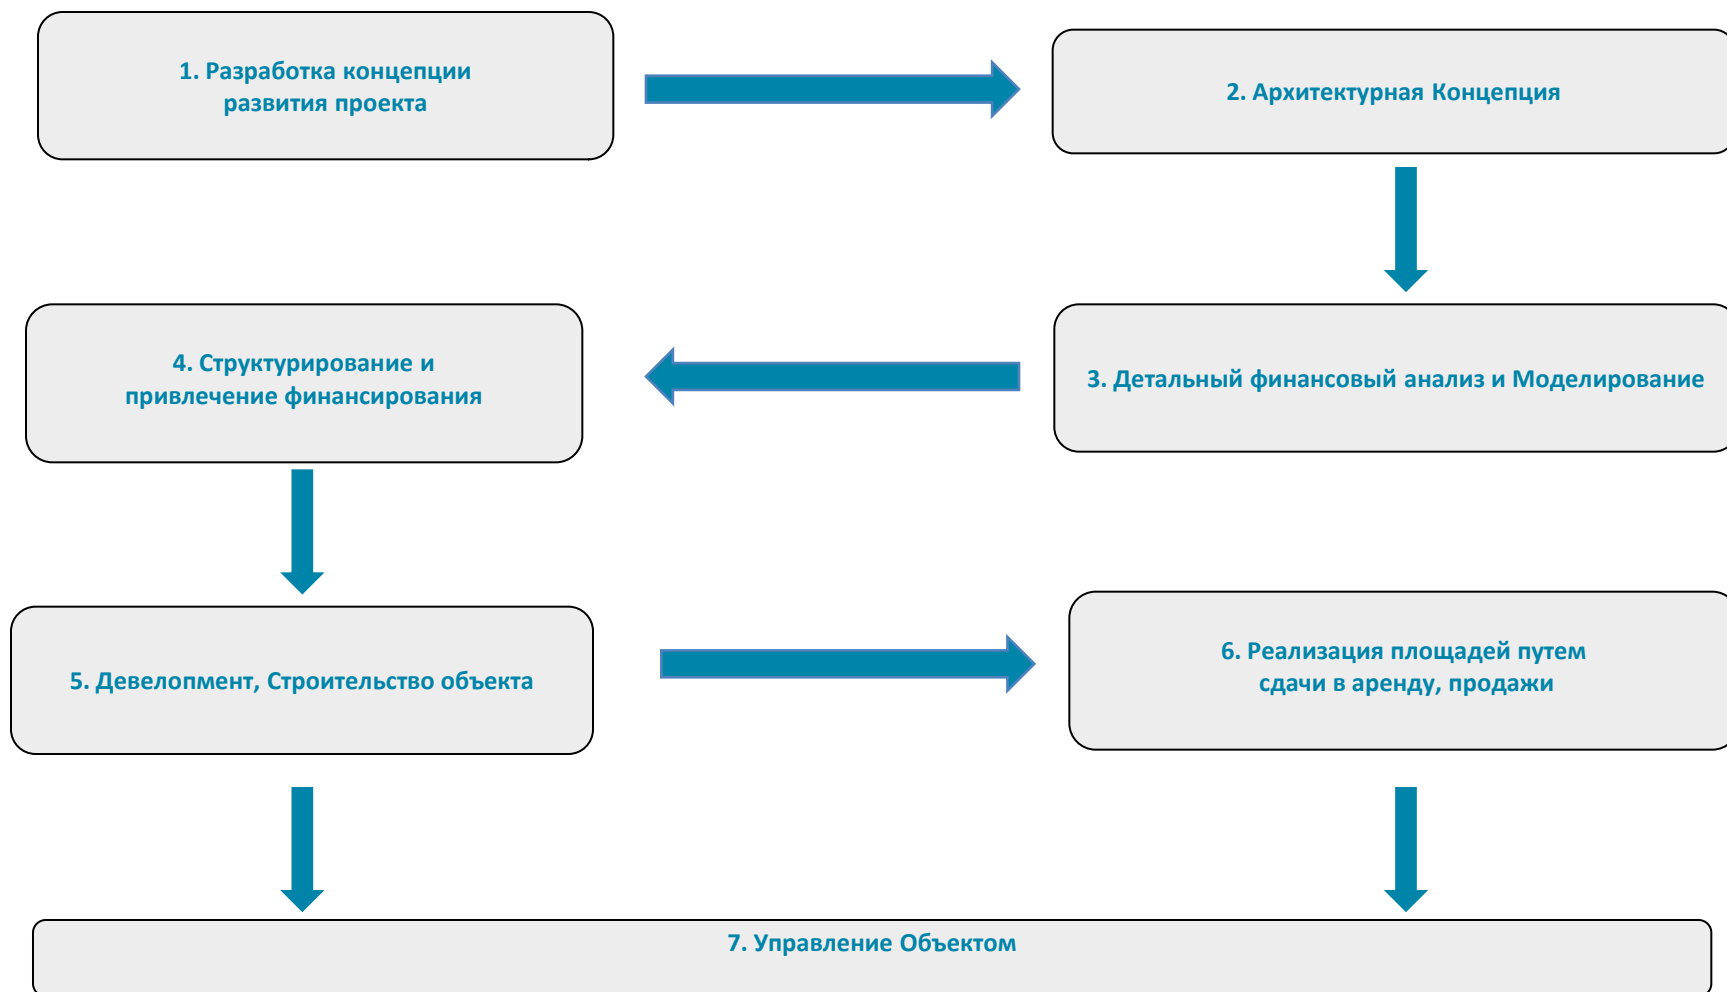 1. Разработка концепции
развития проекта
2. Архитектурная Концепция
3. Детальный финансовый анализ и Моделирование
4. Структурирование и
привлечение финансирования
5. Девелопмент, Строительство объекта
6. Реализация площадей путем
сдачи в аренду, продажи
7. Управление Объектом